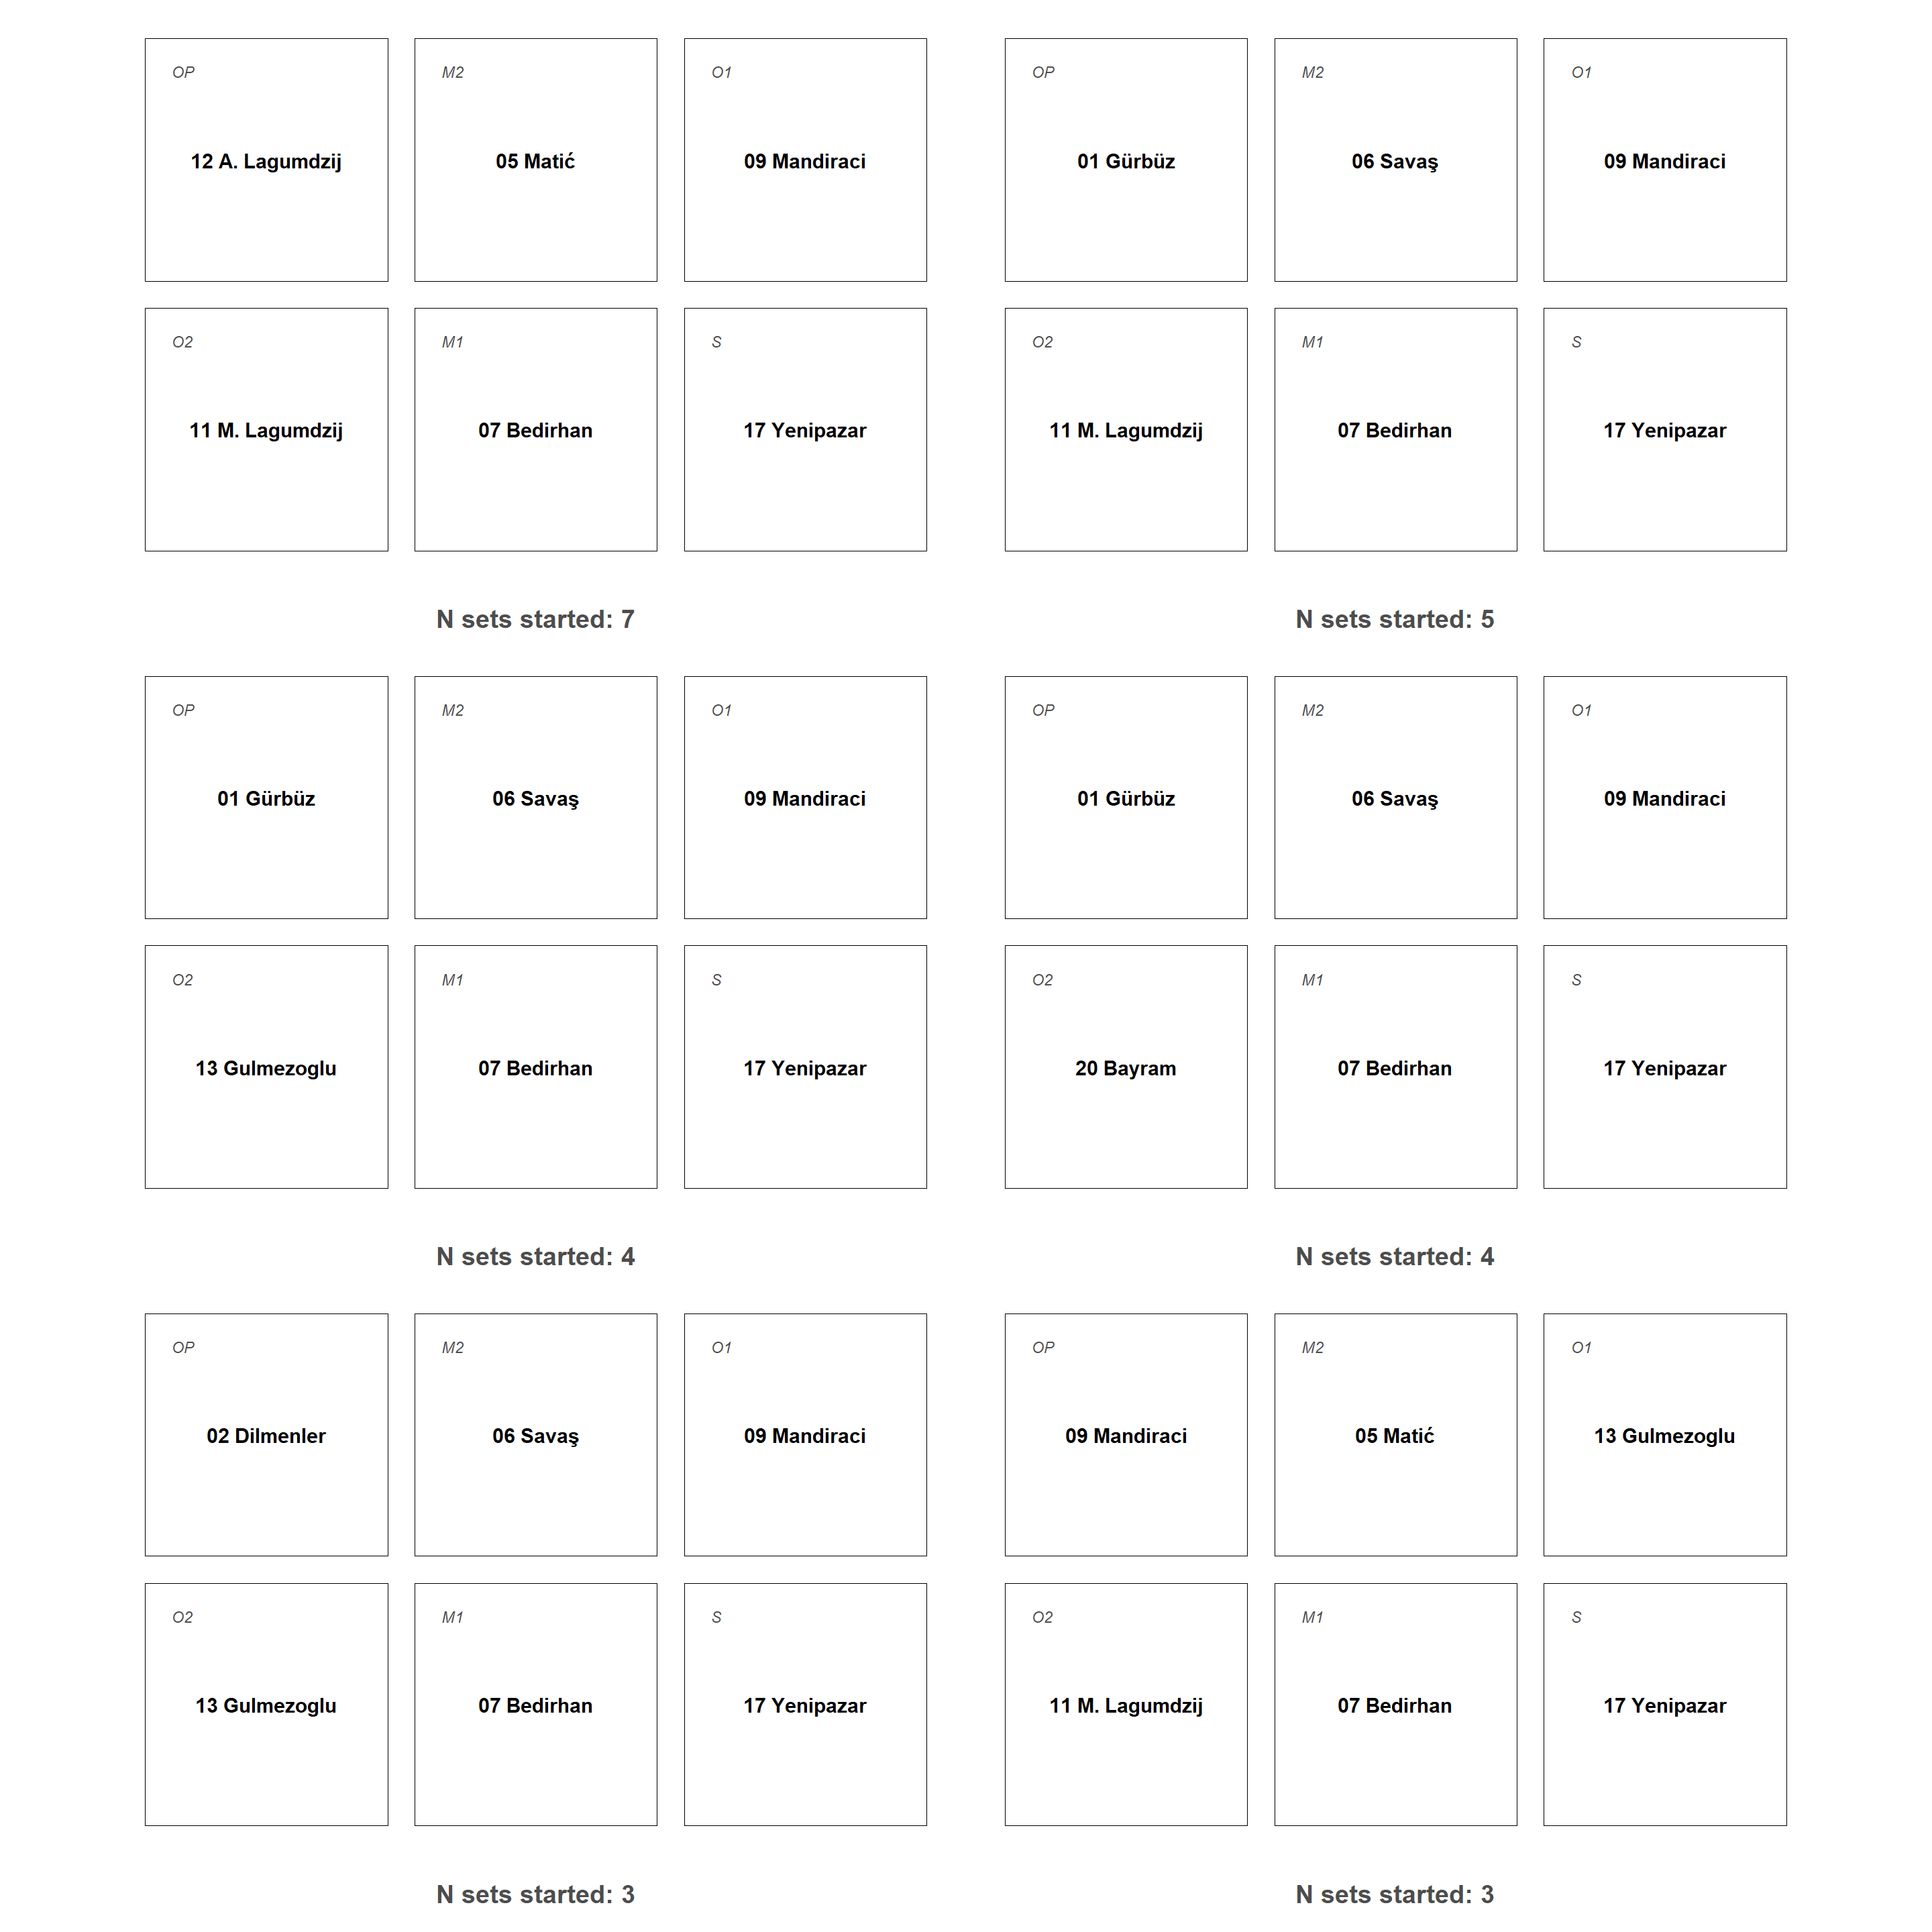 OP
M2
O1
12 A. Lagumdzij
05 Matić
09 Mandiraci
O2
M1
S
11 M. Lagumdzij
07 Bedirhan
17 Yenipazar
N sets started: 7
OP
M2
O1
01 Gürbüz
06 Savaş
09 Mandiraci
O2
M1
S
11 M. Lagumdzij
07 Bedirhan
17 Yenipazar
N sets started: 5
OP
M2
O1
01 Gürbüz
06 Savaş
09 Mandiraci
O2
M1
S
13 Gulmezoglu
07 Bedirhan
17 Yenipazar
N sets started: 4
OP
M2
O1
01 Gürbüz
06 Savaş
09 Mandiraci
O2
M1
S
20 Bayram
07 Bedirhan
17 Yenipazar
N sets started: 4
OP
M2
O1
02 Dilmenler
06 Savaş
09 Mandiraci
O2
M1
S
13 Gulmezoglu
07 Bedirhan
17 Yenipazar
N sets started: 3
OP
M2
O1
09 Mandiraci
05 Matić
13 Gulmezoglu
O2
M1
S
11 M. Lagumdzij
07 Bedirhan
17 Yenipazar
N sets started: 3